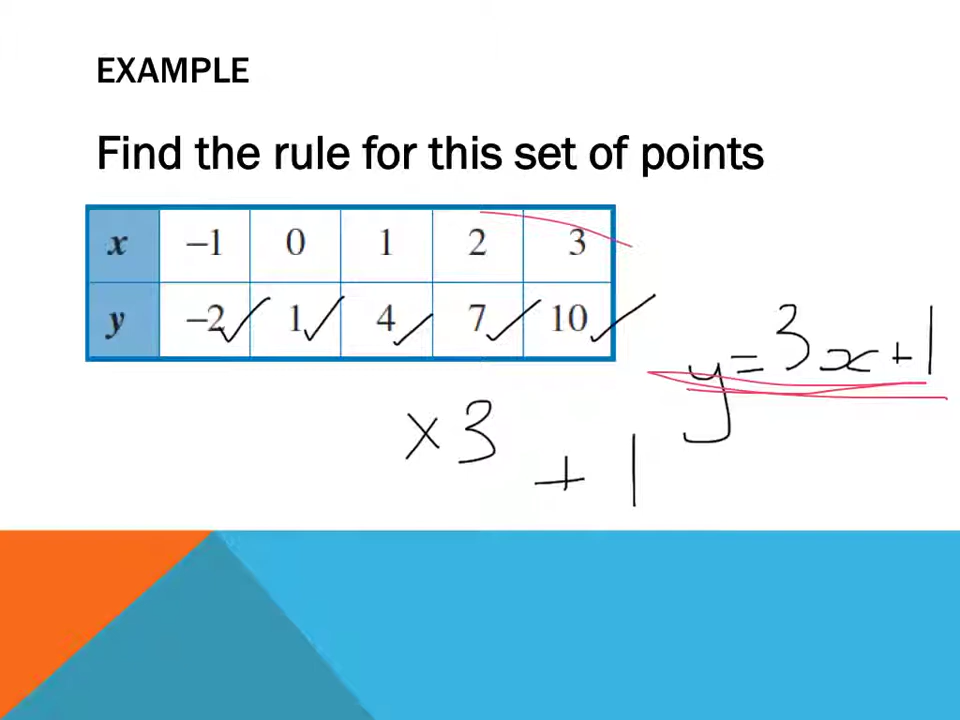 EXAMPLE
Find the rule for this set of points
x −1 0 1 2 3
y −2 1 4 7 10
y=3x+1
×3
+1